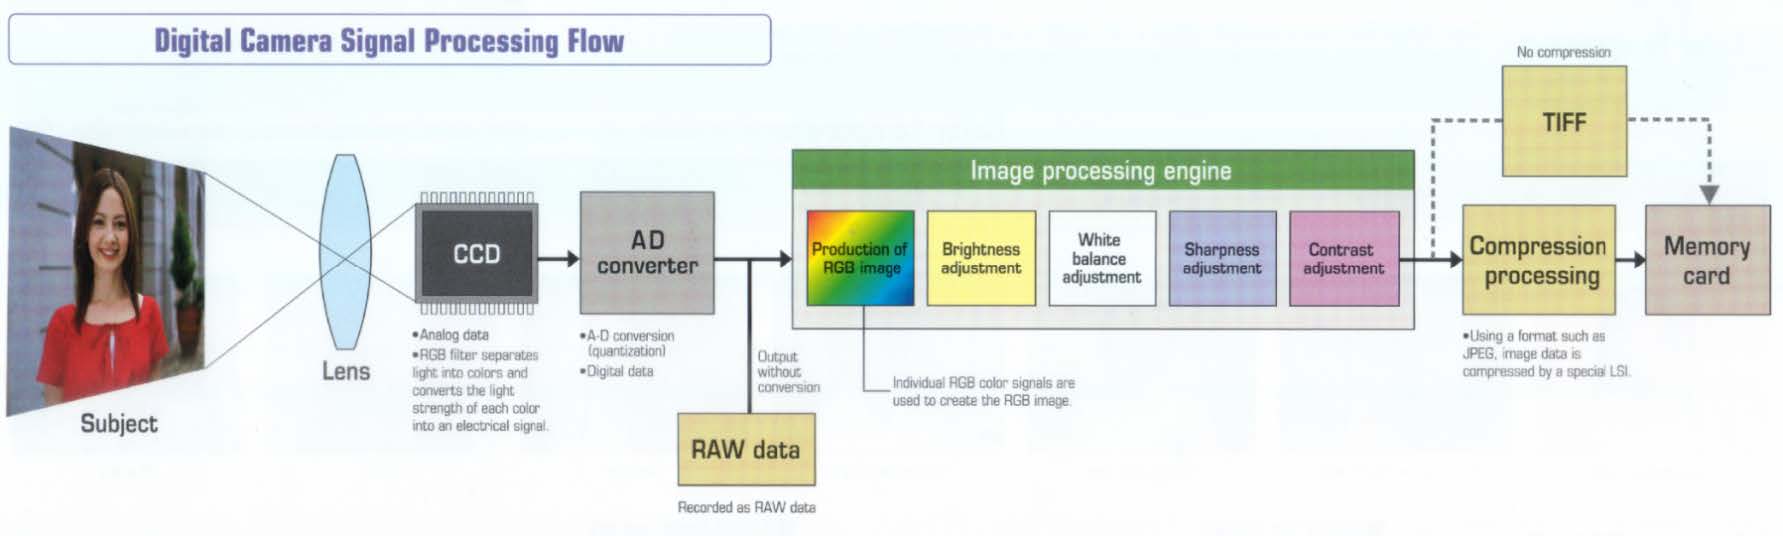 Digital Camera Signal Processing Flow
Subject
Lens
CCD
•Analog data
•RGB filter separates
light into colors and
converts the light
strength of each color
into an electrical signal.
AD
converter
•A-D conversion
(quantization)
•Digital data
Output
without
conversion
RAW data
Recorded as RAW data
Image processing engine
Production of
RGB image
Brightness
adjustment
White
balance
adjustment
Sharpness
adjustment
Contrast
adjustment
Individual RGB color signals are
used to create the RGB image.
No compression
TIFF
Compression
processing
•Using a format such as
JPEG, image data is
compressed by a special LSI.
Memory
card